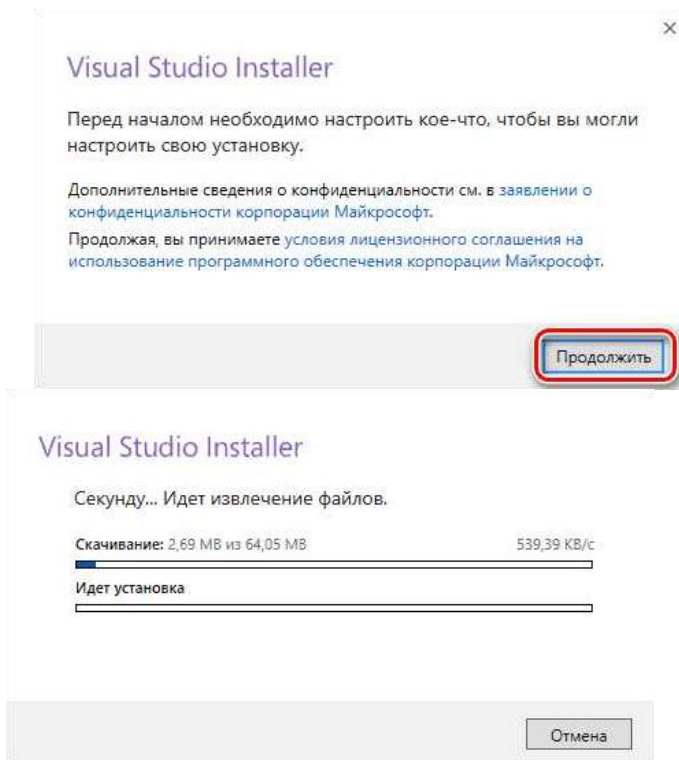 Visual Studio Installer
Перед началом необходимо настроить кое-что, чтобы вы могли
настроить свою установку.
Дополнительные сведения о конфиденциальности см. в заявлении о
конфиденциальности корпорации Майкрософт.
Продолжая, вы принимаете условия лицензионного соглашения на
использование программного обеспечения корпорации Майкрософт.
Продолжить
Visual Studio Installer
Секунду... Идет извлечение файлов.
Скачивание: 2,69 MB из 64,05 MB 539,39 KB/c
Идет установка
Отмена